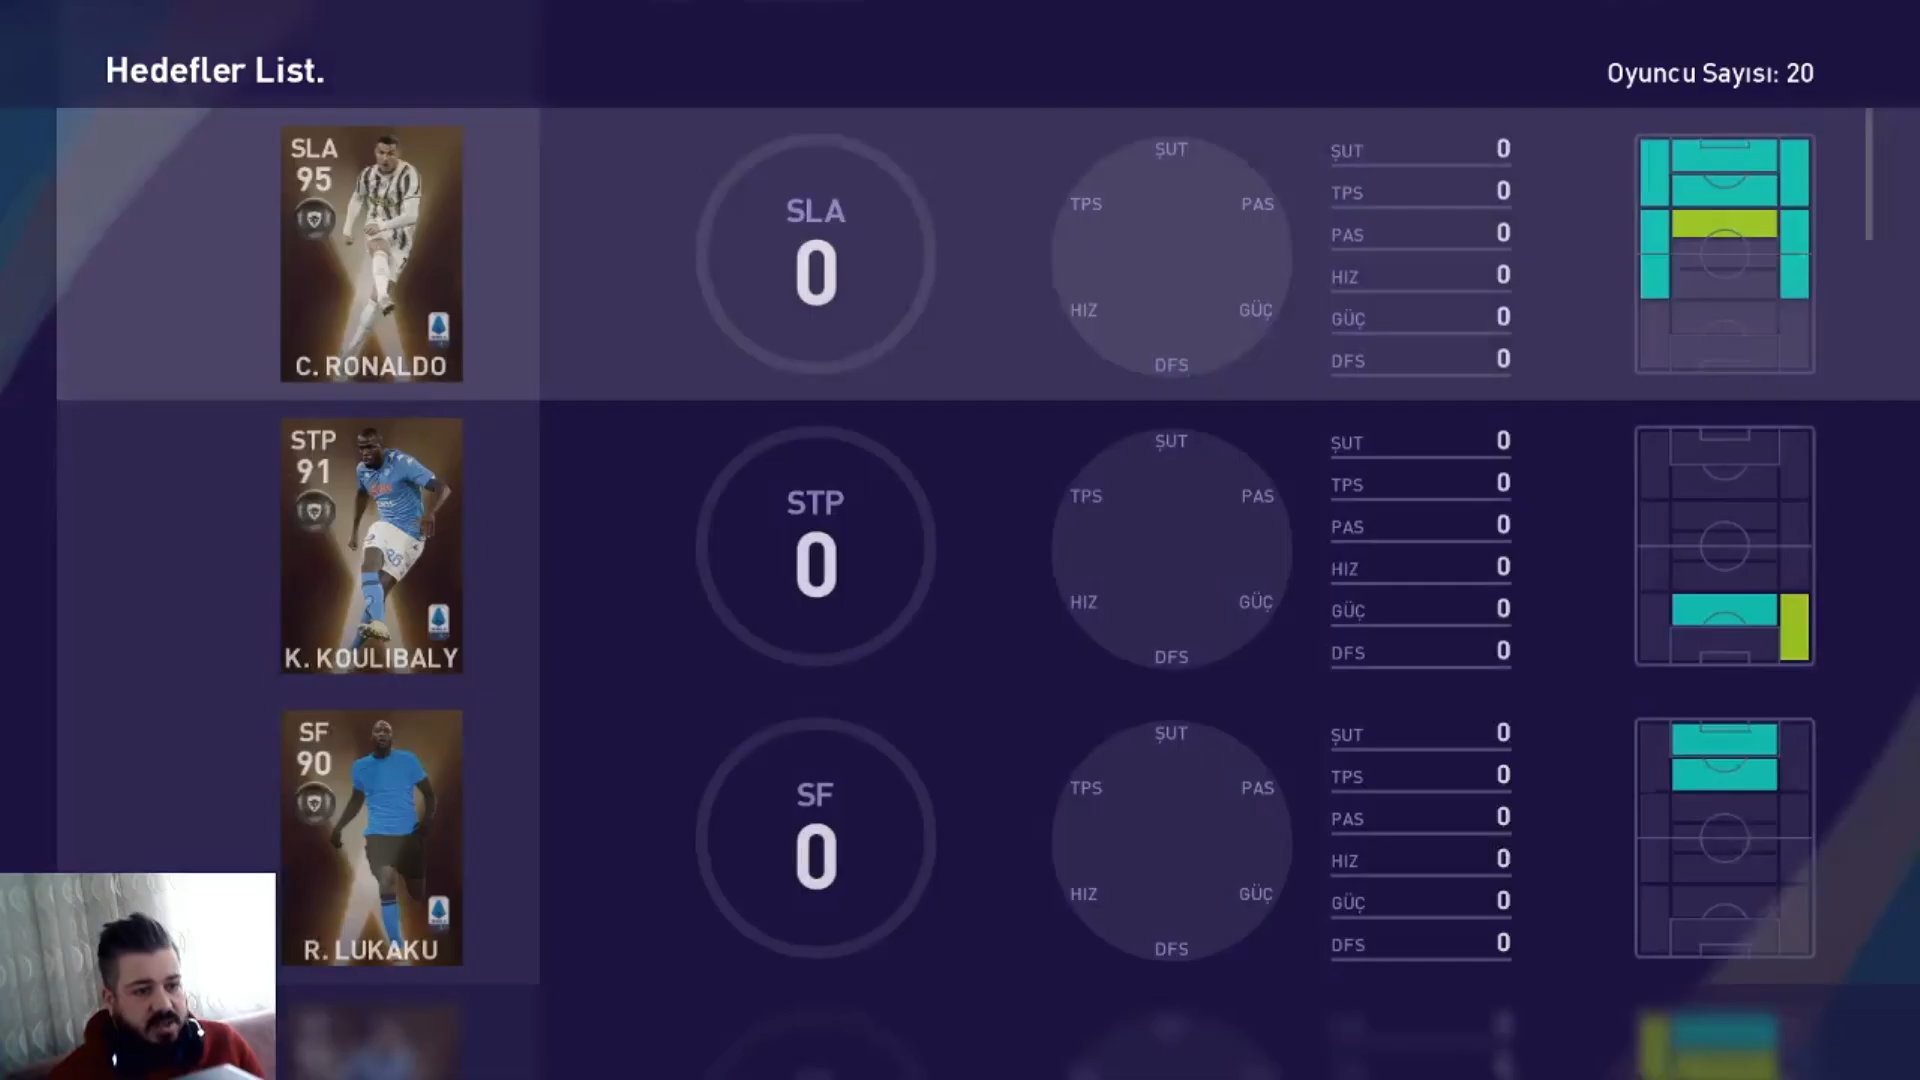 Hedefler List.
Oyuncu Sayısı: 20
SLA
95
C. RONALDO
SLA
0
ŞUT
TPS
PAS
HIZ
GÜÇ
DFS
ŞUT 0
TPS 0
PAS 0
HIZ 0
GÜÇ 0
DFS 0
STP
91
K. KOULIBALY
STP
0
ŞUT
TPS
PAS
HIZ
GÜÇ
DFS
ŞUT 0
TPS 0
PAS 0
HIZ 0
GÜÇ 0
DFS 0
SF
90
R. LUKAKU
SF
0
ŞUT
TPS
PAS
HIZ
GÜÇ
DFS
ŞUT 0
TPS 0
PAS 0
HIZ 0
GÜÇ 0
DFS 0